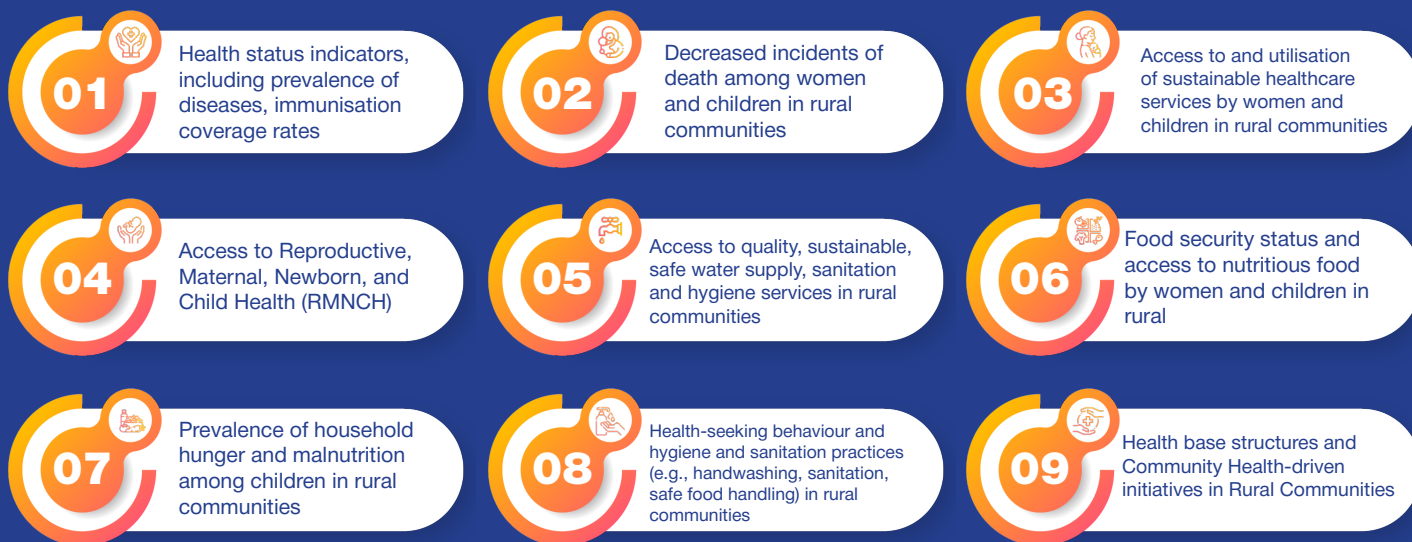 01
Health status indicators,
including prevalence of
diseases, immunisation
coverage rates
02
Decreased incidents of
death among women
and children in rural
communities
03
Access to and utilisation
of sustainable healthcare
services by women and
children in rural communities
04
Access to Reproductive,
Maternal, Newborn, and
Child Health (RMNCH)
05
Access to quality, sustainable,
safe water supply, sanitation
and hygiene services in rural
communities
06
Food security status and
access to nutritious food
by women and children in
rural
07
Prevalence of household
hunger and malnutrition
among children in rural
communities
08
Health-seeking behaviour and
hygiene and sanitation practices
(e.g., handwashing, sanitation,
safe food handling) in rural
communities
09
Health base structures and
Community Health-driven
initiatives in Rural Communities